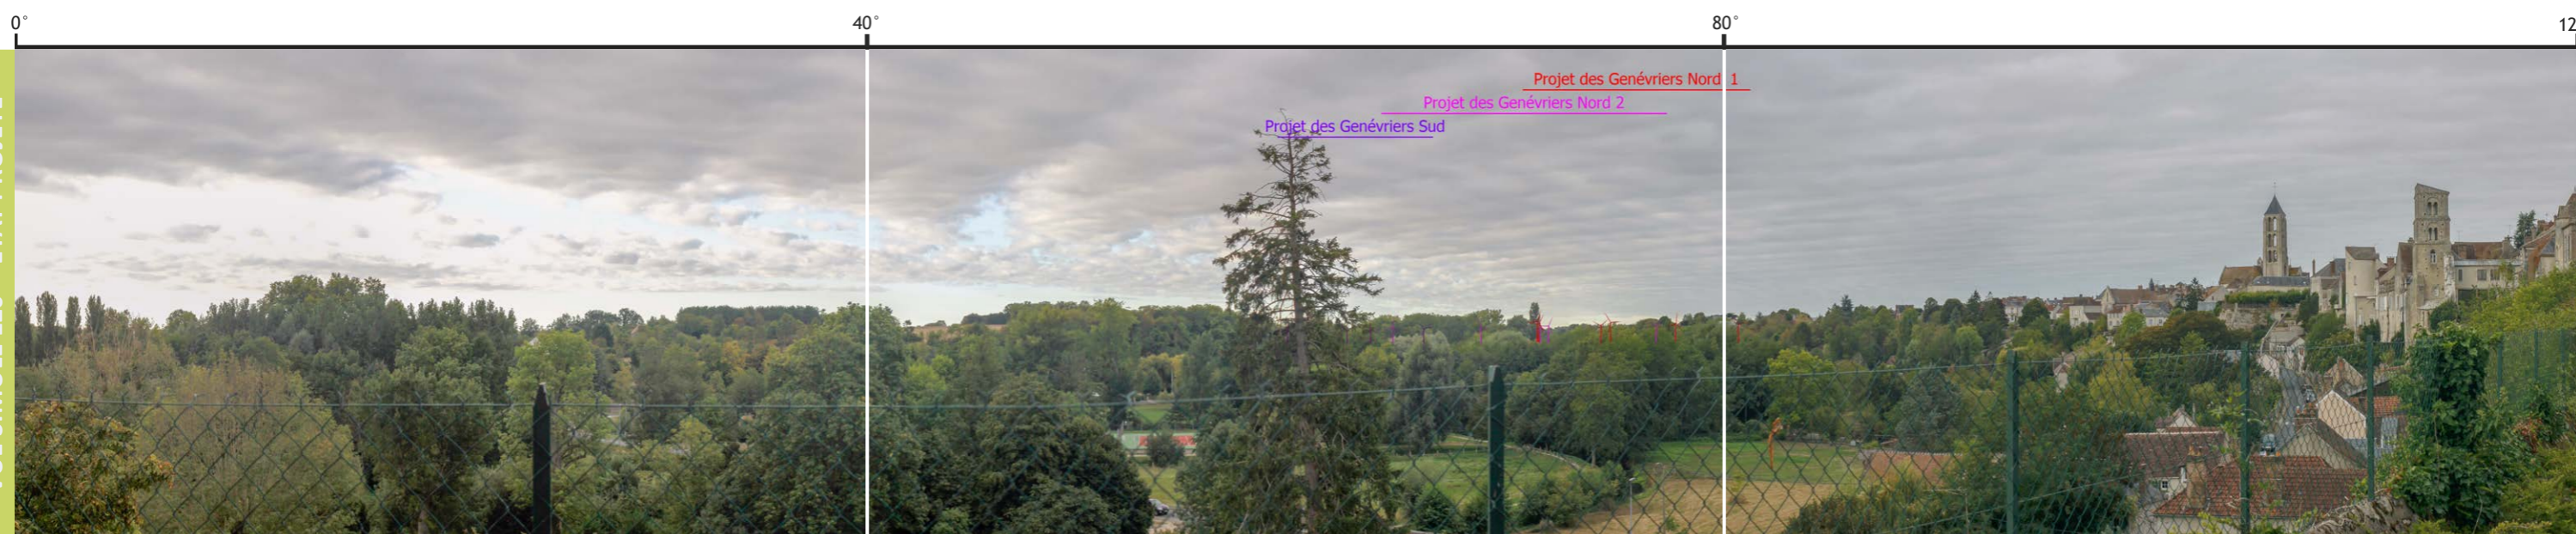 0°
40°
80°
12
Projet des Genévriers Nord 1
Projet des Genévriers Nord 2
Projet des Genévriers Sud